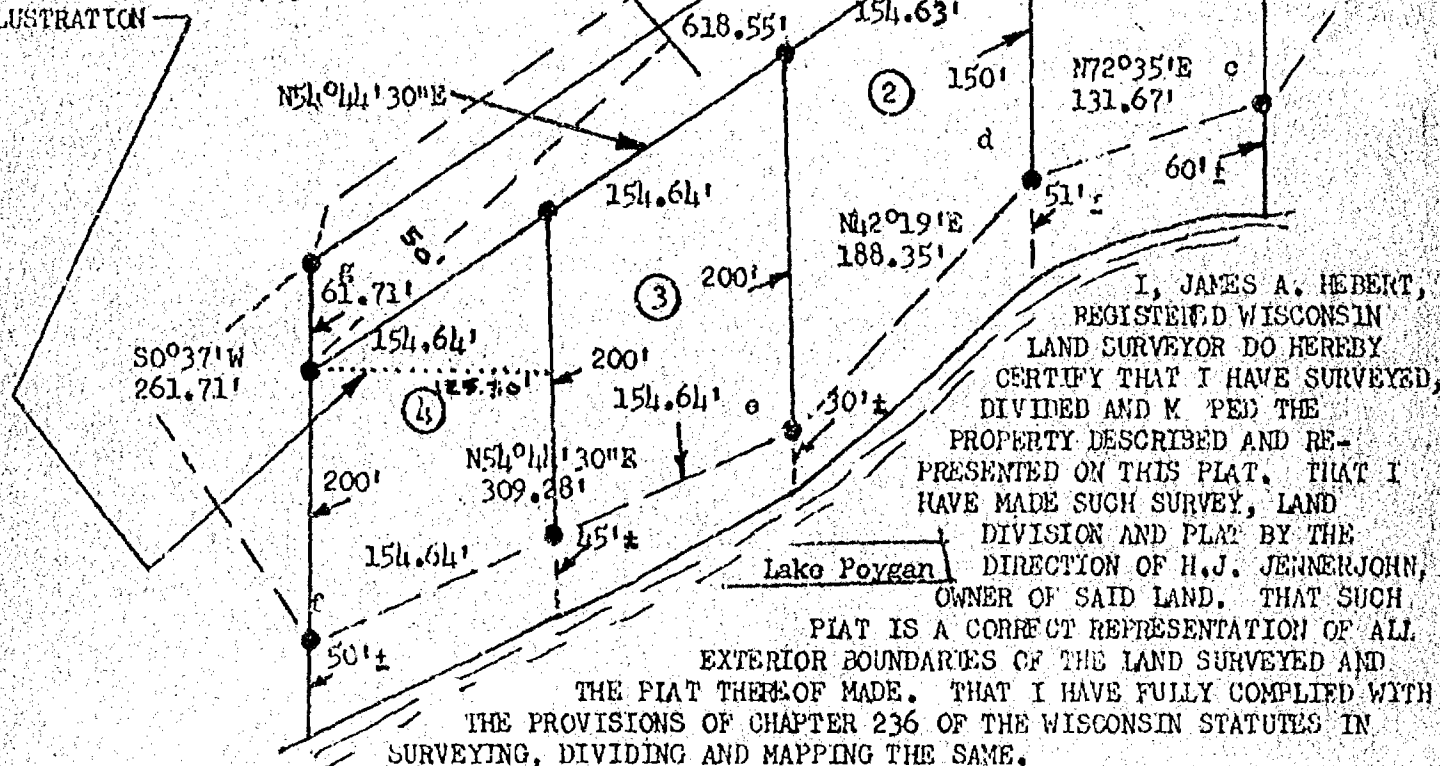 LUSTRATION
618.55'
154.63'
N54°44'30"E
2
150'
N72°35'E c
131.67'
d
60'±
51'±
154.64'
N42°19'E
188.35'
50'
g
61.71'
3
200'
154.64'
S0°37'W
261.71'
200'
4
154.64' e
30'±
N54°44'30"E
309.28'
200'
45'±
154.64'
f
50'±
Lake Poygan
I, JAMES A. HEBERT,
REGISTERED WISCONSIN
LAND SURVEYOR DO HEREBY
CERTIFY THAT I HAVE SURVEYED,
DIVIDED AND M PED THE
PROPERTY DESCRIBED AND RE-
PRESENTED ON THIS PLAT. THAT I
HAVE MADE SUCH SURVEY, LAND
DIVISION AND PLAT BY THE
DIRECTION OF H.J. JENNERJOHN,
OWNER OF SAID LAND. THAT SUCH
PLAT IS A CORRECT REPRESENTATION OF ALL
EXTERIOR BOUNDARIES OF THE LAND SURVEYED AND
THE PLAT THEREOF MADE. THAT I HAVE FULLY COMPLIED WITH
THE PROVISIONS OF CHAPTER 236 OF THE WISCONSIN STATUTES IN
SURVEYING, DIVIDING AND MAPPING THE SAME.